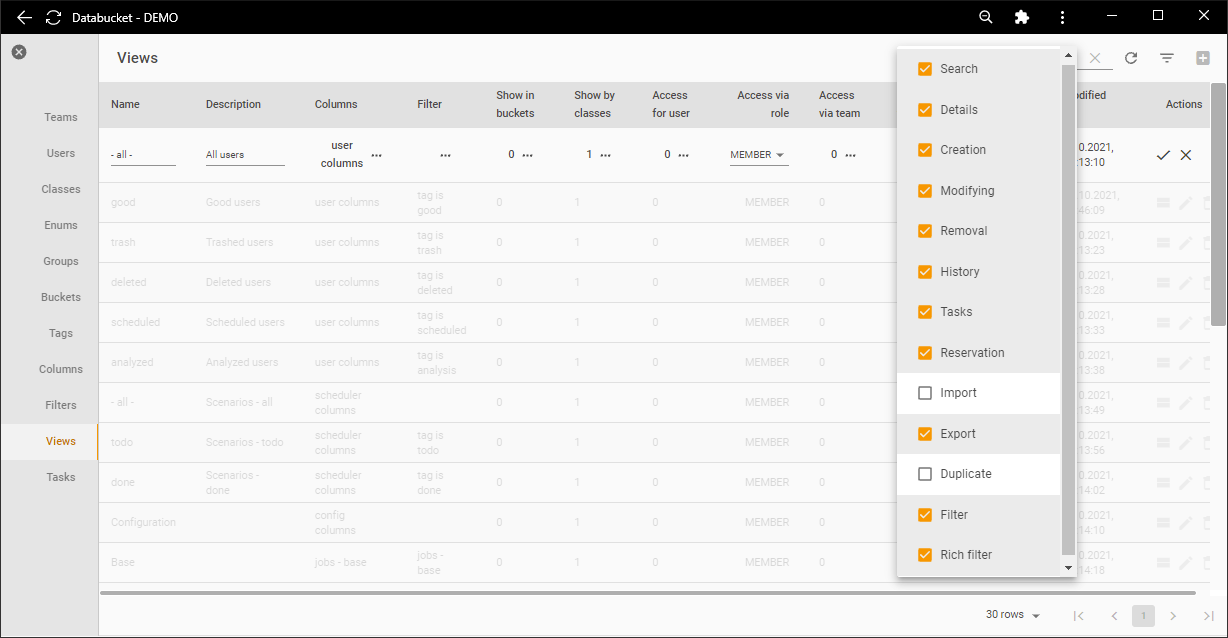 Databucket - DEMO
Views
Teams
Users
Classes
Enums
Groups
Buckets
Tags
Columns
Filters
Views
Tasks
Name Description Columns Filter Show in buckets Show by classes Access for user Access via role Access via team Actions
- all - All users user columns ... ... 0 ... 1 ... 0 ... MEMBER 0 ... 0.2021, :13:10
good Good users user columns tag is good 0 1 0 MEMBER 0 10.2021, 46:09
trash Trashed users user columns tag is trash 0 1 0 MEMBER 0 0.2021, 13:23
deleted Deleted users user columns tag is deleted 0 1 0 MEMBER 0 0.2021, 13:28
scheduled Scheduled users user columns tag is scheduled 0 1 0 MEMBER 0 0.2021, 13:33
analyzed Analyzed users user columns tag is analysis 0 1 0 MEMBER 0 0.2021, 13:38
- all - Scenarios - all scheduler columns 0 1 0 MEMBER 0 0.2021, 13:49
todo Scenarios - todo scheduler columns tag is todo 0 1 0 MEMBER 0 0.2021, 13:56
done Scenarios - done scheduler columns tag is done 0 1 0 MEMBER 0 0.2021, 14:02
Configuration config columns 0 1 0 MEMBER 0 0.2021, 14:10
Base jobs - base jobs - base 0 1 0 MEMBER 0 0.2021, 14:18
Search
Details
Creation
Modifying
Removal
History
Tasks
Reservation
Import
Export
Duplicate
Filter
Rich filter
30 rows 1